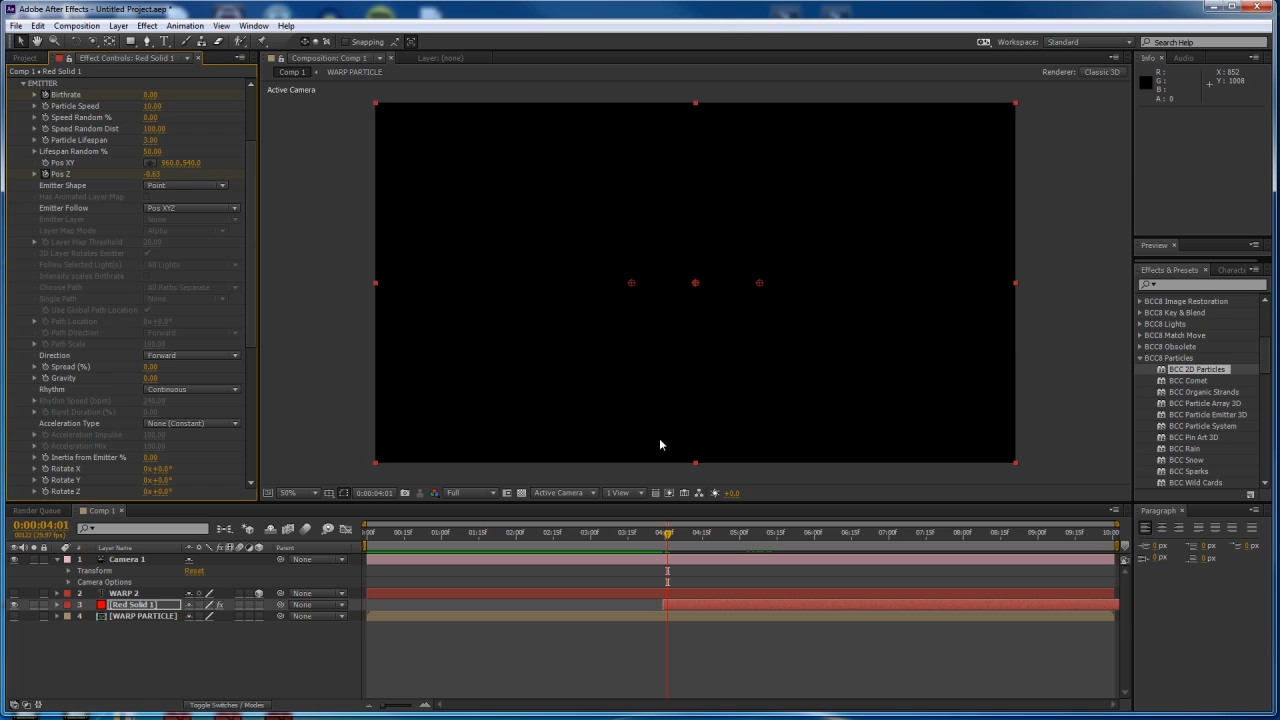 Adobe After Effects - Untitled Project.aep *
File Edit Composition Layer Effect Animation View Window Help
Snapping
Workspace: Standard
Search Help
Project Effect Controls: Red Solid 1
Composition: Comp 1
Layer: (none)
Info Audio
Comp 1 • Red Solid 1
Comp 1 WARP PARTICLE
Renderer: Classic 3D
R:
G:
B:
A: 0
X: 852
Y: 1008
Active Camera
EMITTER
Birthrate 0.00
Particle Speed 10.00
Speed Random % 0.00
Speed Random Dist 100.00
Particle Lifespan 3.00
Lifespan Random % 50.00
Pos XY 960.0,540.0
Pos Z -0.63
Emitter Shape Point
Has Animated Layer Map
Emitter Follow Pos XYZ
Emitter Layer None
Layer Map Mode Alpha
Layer Map Threshold 20.00
3D Layer Rotates Emitter
Follow Selected Light(s) All Lights
Intensity scales Birthrate
Choose Path All Paths Separate
Single Path None
Use Global Path Location
Path Location 0x+0.0°
Path Direction Forward
Path Scale 100.00
Direction Forward
Spread (%) 0.00
Gravity 0.00
Rhythm Continuous
Rhythm Speed (bpm) 240.00
Burst Duration (%) 0.00
Acceleration Type None (Constant)
Acceleration Impulse 100.00
Acceleration Mix 100.00
Inertia from Emitter % 0.00
Rotate X 0x+0.0°
Rotate Y 0x+0.0°
Rotate Z 0x+0.0°
50% 0:00:04:01 Full Active Camera 1 View +0.0
Preview
Effects & Presets Charact
BCC8 Image Restoration
BCC8 Key & Blend
BCC8 Lights
BCC8 Match Move
BCC8 Obsolete
BCC8 Particles
BCC 2D Particles
BCC Comet
BCC Organic Strands
BCC Particle Array 3D
BCC Particle Emitter 3D
BCC Particle System
BCC Pin Art 3D
BCC Rain
BCC Snow
BCC Sparks
BCC Wild Cards
Paragraph
0 px 0 px 0 px
0 px 0 px
Render Queue Comp 1
0:00:04:01
00122 (29.97 fps)
:00F 00:15F 01:00F 01:15F 02:00F 02:15F 03:00F 03:15F 04:00F 04:15F 05:00F 05:15F 06:00F 06:15F 07:00F 07:15F 08:00F 08:15F 09:00F 09:15F 10:00
# Layer Name Parent
1 Camera 1 None
Transform Reset
Camera Options
2 T WARP 2 None
3 [Red Solid 1] fx None
4 [WARP PARTICLE] None
Toggle Switches / Modes